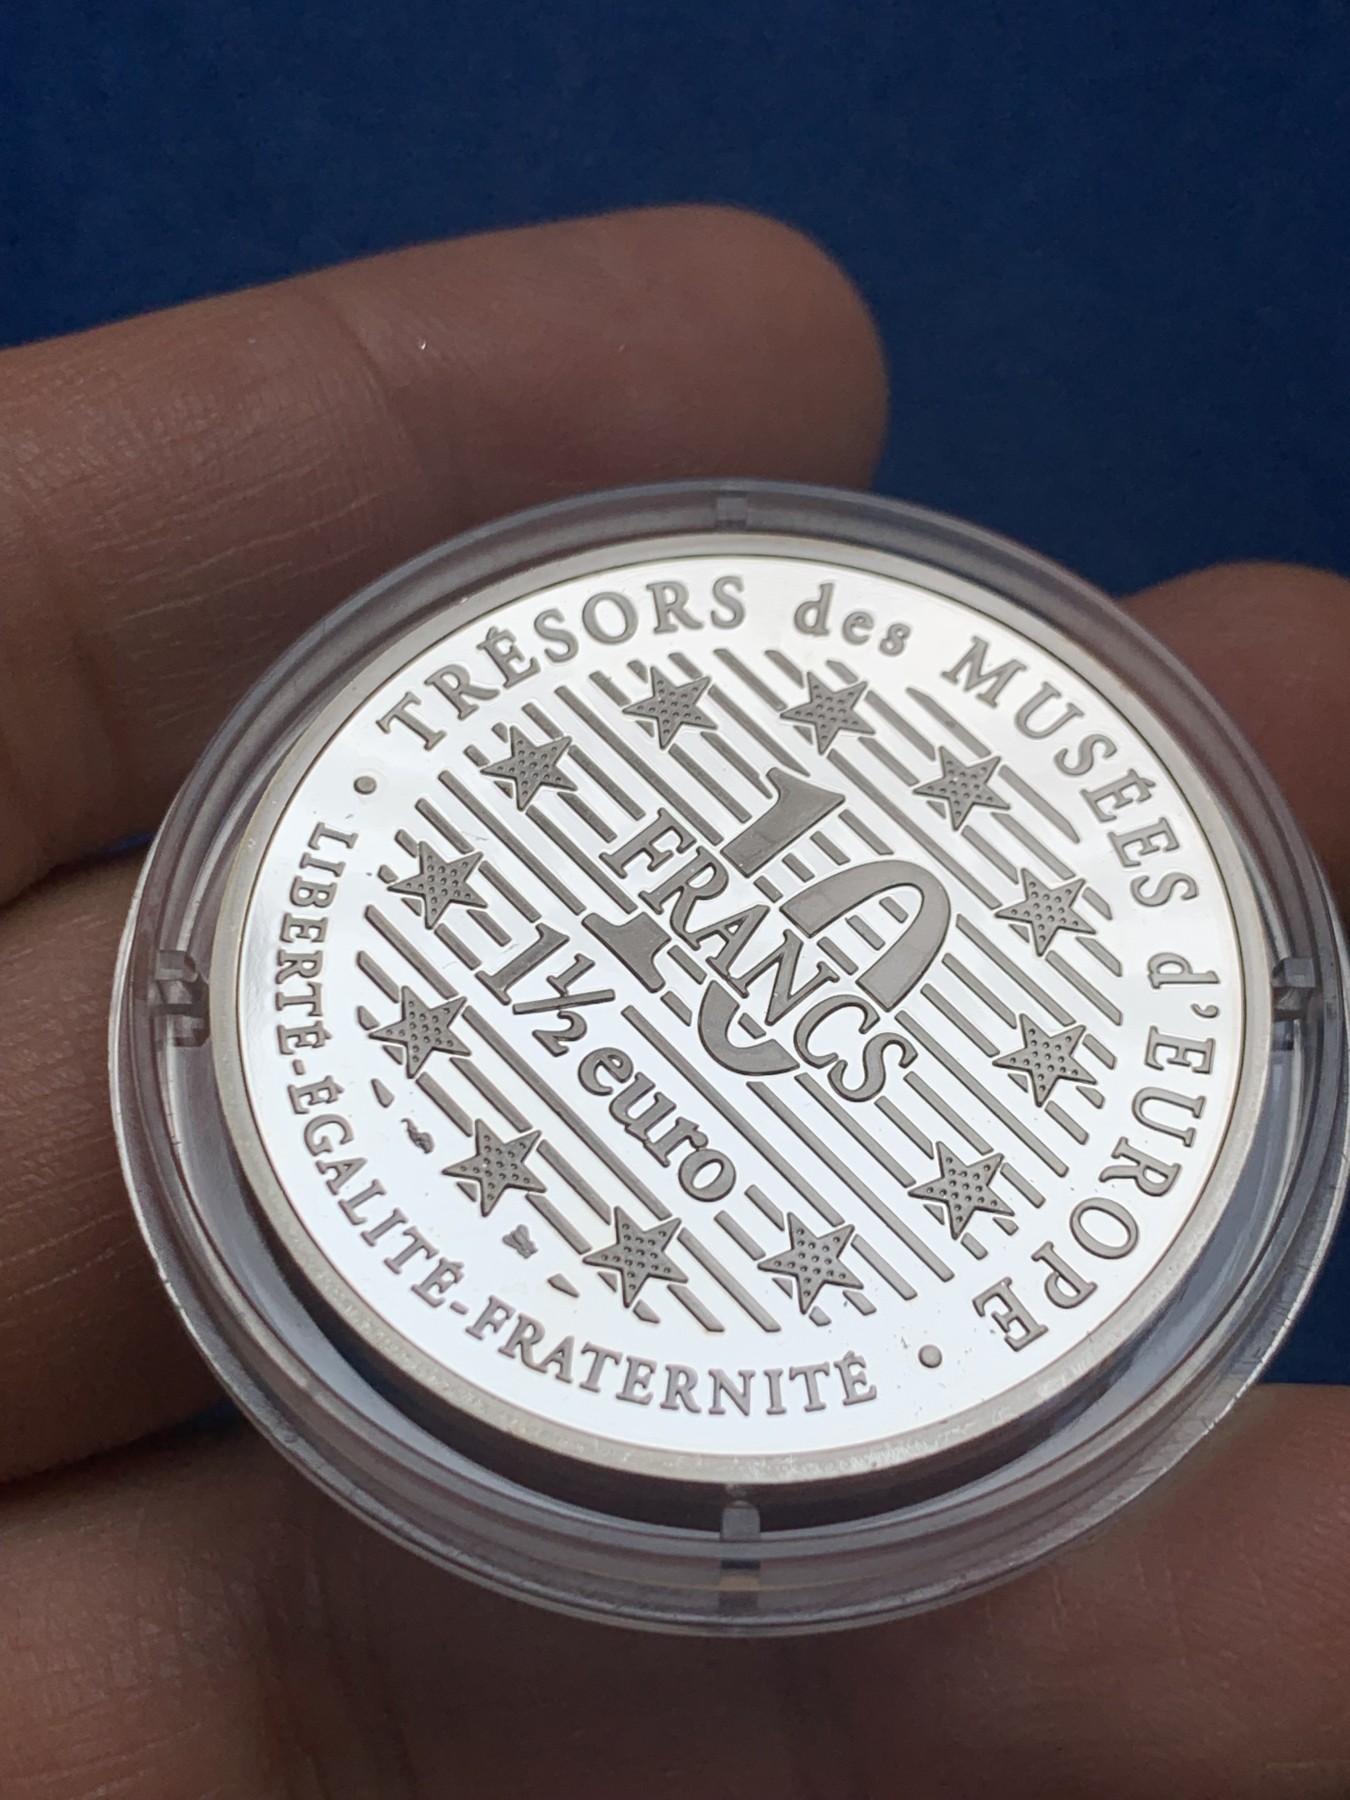 TRÉSORS des MUSÉES d'EUROPE
10
FRANCS
1½ euro
LIBERTÉ-ÉGALITÉ-FRATERNITÉ